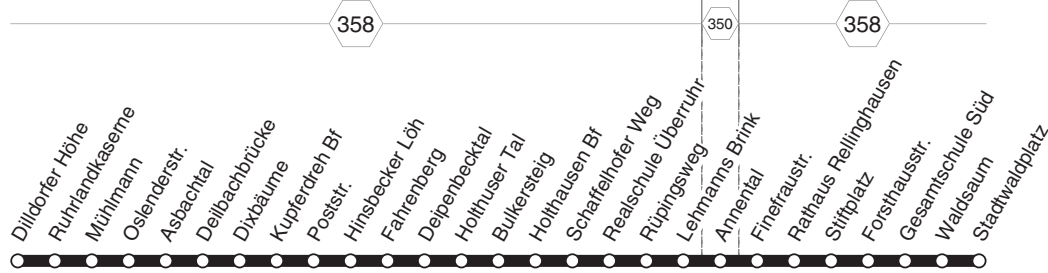 358
350
358
Dilldorfer Höhe
Ruhrlandkaserne
Mühlmann
Oslenderstr.
Asbachtal
Deilbachbrücke
Dixbäume
Kupferdreh Bf
Poststr.
Hinsbecker Löh
Fahrenberg
Deipenbecktal
Holthuser Tal
Bulkersteig
Holthausen Bf
Schaffelhofer Weg
Realschule Überruhr
Rüpingsweg
Lehmanns Brink
Annental
Finefraustr.
Rathaus Rellinghausen
Stiftplatz
Forsthausstr.
Gesamtschule Süd
Waldsaum
Stadtwaldplatz